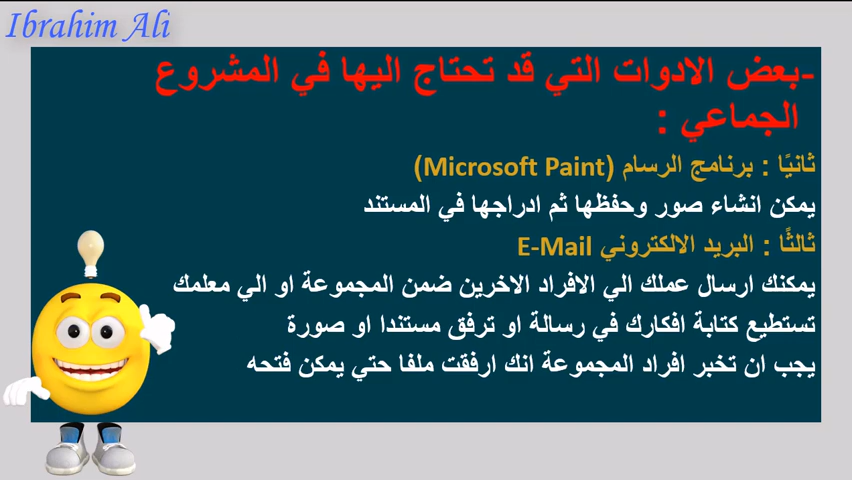 Ibrahim Ali
-بعض الادوات التي قد تحتاج اليها في المشروع
الجماعي :
ثانيًا : برنامج الرسام (Microsoft Paint)
يمكن انشاء صور وحفظها ثم ادراجها في المستند
ثالثًا : البريد الالكتروني E-Mail
يمكنك ارسال عملك الي الافراد الاخرين ضمن المجموعة او الي معلمك
تستطيع كتابة افكارك في رسالة او ترفق مستندا او صورة
يجب ان تخبر افراد المجموعة انك ارفقت ملفا حتي يمكن فتحه